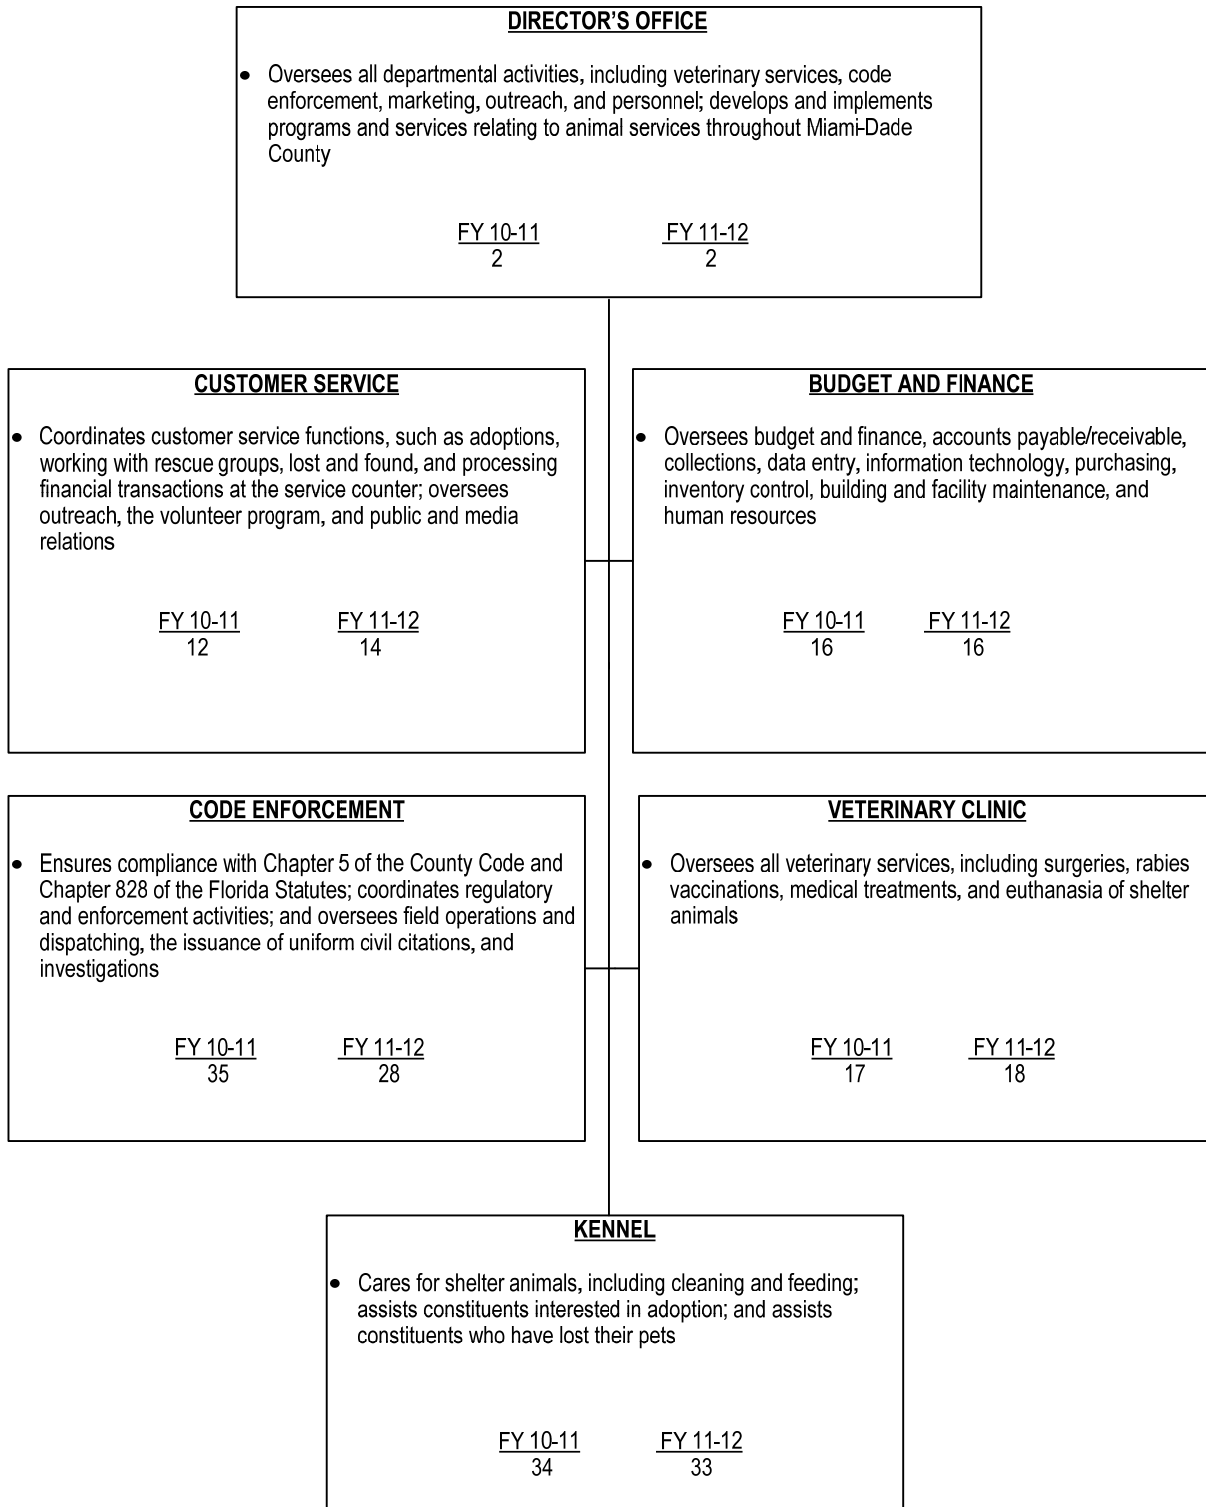 DIRECTOR'S OFFICE
• Oversees all departmental activities, including veterinary services, code
enforcement, marketing, outreach, and personnel; develops and implements
programs and services relating to animal services throughout Miami-Dade
County
FY 10-11 FY 11-12
2 2
CUSTOMER SERVICE
• Coordinates customer service functions, such as adoptions,
working with rescue groups, lost and found, and processing
financial transactions at the service counter; oversees
outreach, the volunteer program, and public and media
relations
FY 10-11 FY 11-12
12 14
BUDGET AND FINANCE
• Oversees budget and finance, accounts payable/receivable,
collections, data entry, information technology, purchasing,
inventory control, building and facility maintenance, and
human resources
FY 10-11 FY 11-12
16 16
CODE ENFORCEMENT
• Ensures compliance with Chapter 5 of the County Code and
Chapter 828 of the Florida Statutes; coordinates regulatory
and enforcement activities; and oversees field operations and
dispatching, the issuance of uniform civil citations, and
investigations
FY 10-11 FY 11-12
35 28
VETERINARY CLINIC
• Oversees all veterinary services, including surgeries, rabies
vaccinations, medical treatments, and euthanasia of shelter
animals
FY 10-11 FY 11-12
17 18
KENNEL
• Cares for shelter animals, including cleaning and feeding;
assists constituents interested in adoption; and assists
constituents who have lost their pets
FY 10-11 FY 11-12
34 33